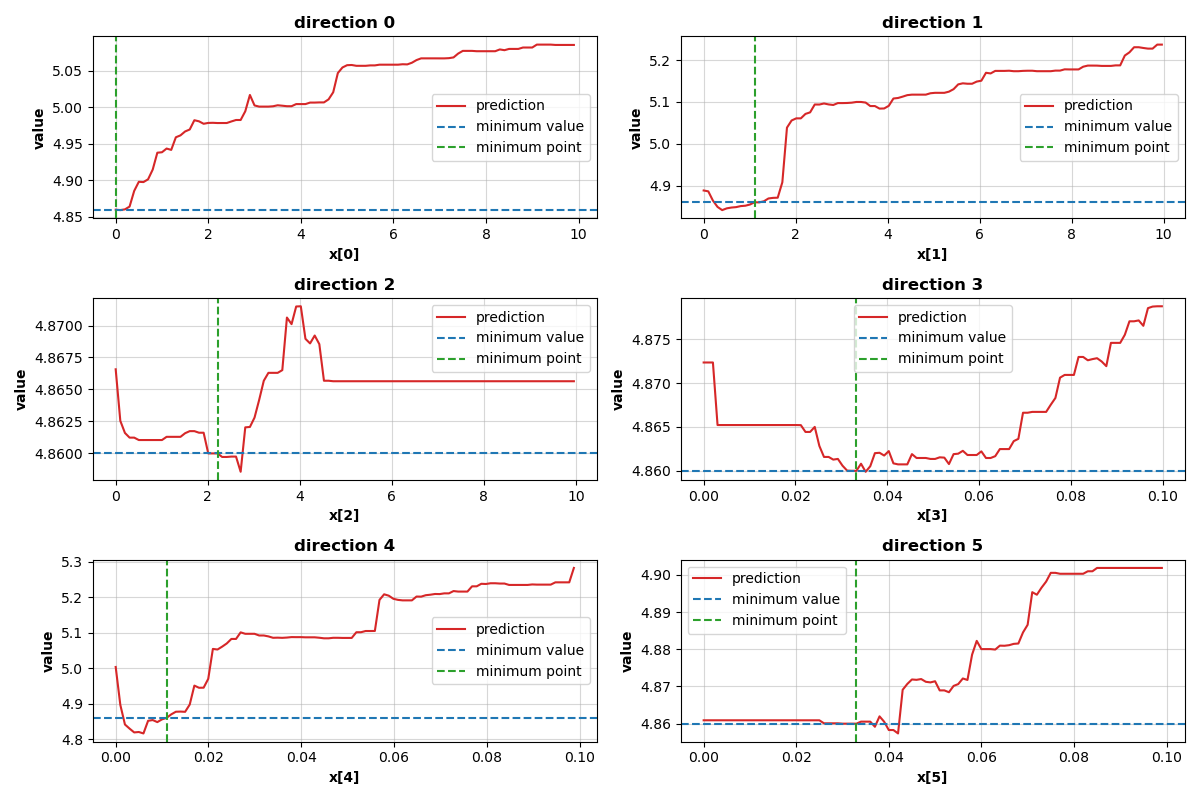 direction 0
value
5.05
5.00
4.95
4.90
4.85
prediction
minimum value
minimum point
0 2 4 6 8 10
x[0]
direction 1
value
5.2
5.1
5.0
4.9
prediction
minimum value
minimum point
0 2 4 6 8 10
x[1]
direction 2
value
4.8700
4.8675
4.8650
4.8625
4.8600
prediction
minimum value
minimum point
0 2 4 6 8 10
x[2]
direction 3
value
4.875
4.870
4.865
4.860
prediction
minimum value
minimum point
0.00 0.02 0.04 0.06 0.08 0.10
x[3]
direction 4
value
5.3
5.2
5.1
5.0
4.9
4.8
prediction
minimum value
minimum point
0.00 0.02 0.04 0.06 0.08 0.10
x[4]
direction 5
value
4.90
4.89
4.88
4.87
4.86
prediction
minimum value
minimum point
0.00 0.02 0.04 0.06 0.08 0.10
x[5]